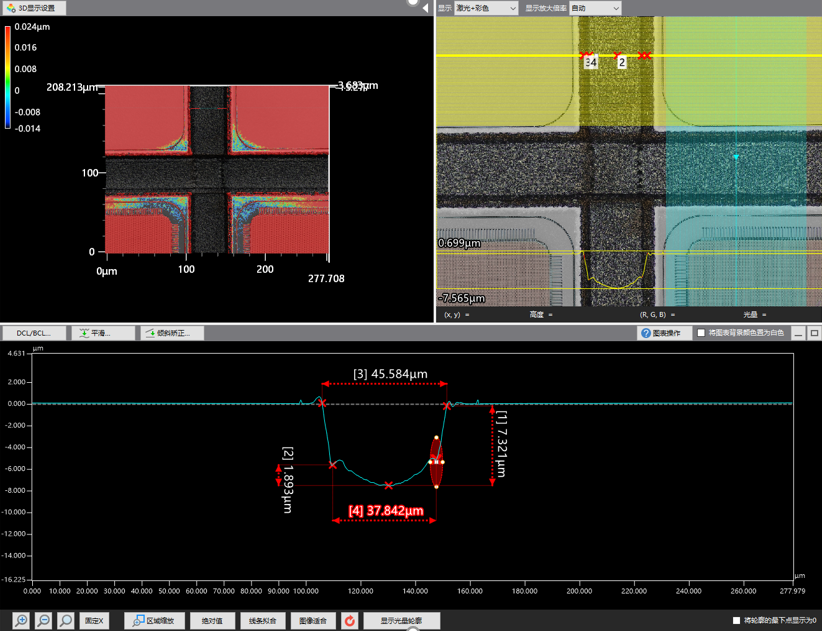 3D显示设置
0.024µm
0.016
0.008
0
-0.008
-0.014
208.213µm
100
0
0µm
100
200
277.708
显示
激光+彩色
显示放大倍率
自动
2
0.699µm
-7.565µm
(x, y) =
高度 =
(R, G, B) =
光量 =
DCL/BCL...
平滑...
倾斜矫正...
图表操作
将图表背景颜色置为白色
µm
4.631
2.000
0.000
-2.000
-4.000
-6.000
-8.000
-10.000
-12.000
-14.000
-16.225
[3] 45.584µm
[1] 7.321µm
[2] 1.893µm
[4] 37.842µm
µm
0.000
10.000
20.000
30.000
40.000
50.000
60.000
70.000
80.000
90.000
100.000
120.000
140.000
160.000
180.000
200.000
220.000
240.000
260.000
277.979
固定X
区域缩放
绝对值
线条拟合
图像适合
显示光量轮廓
将轮廓的最下点显示为0